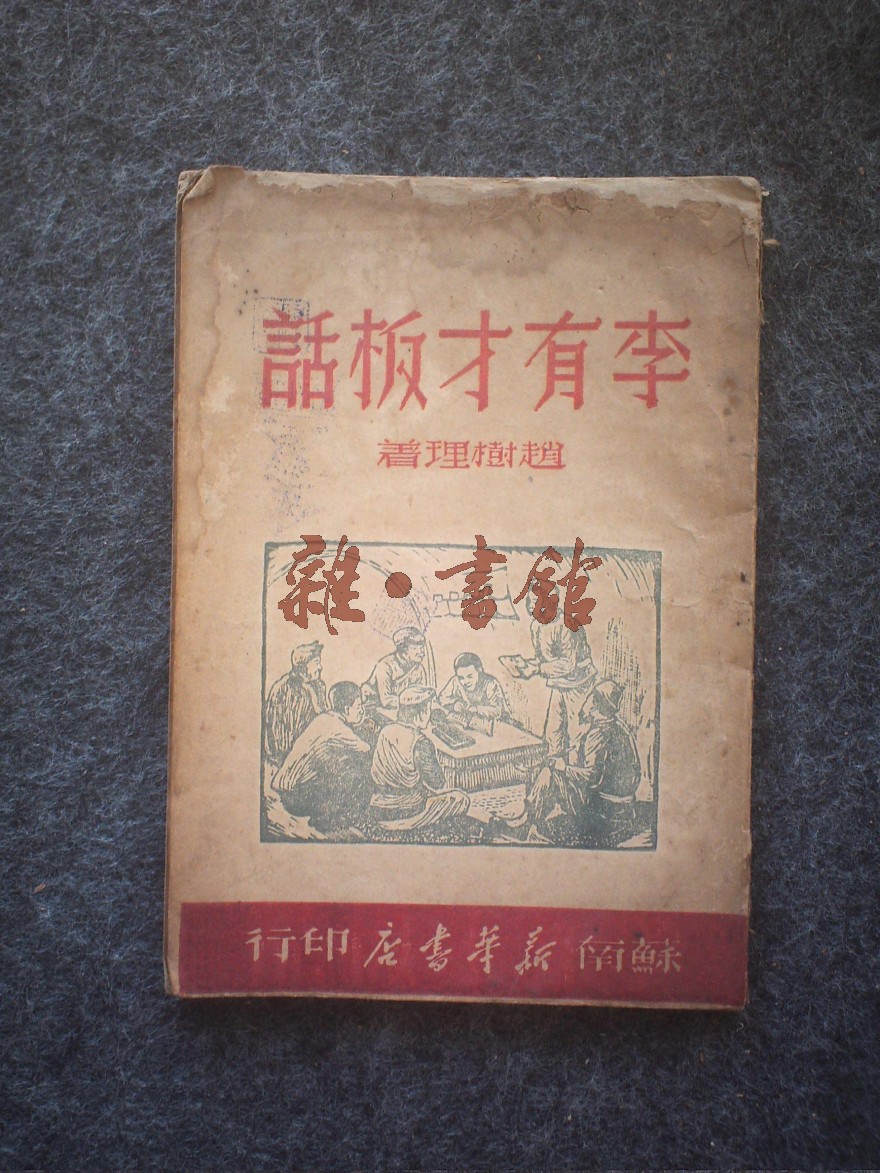 李有才板話
趙樹理著
雜·書館
蘇南新華書店印行